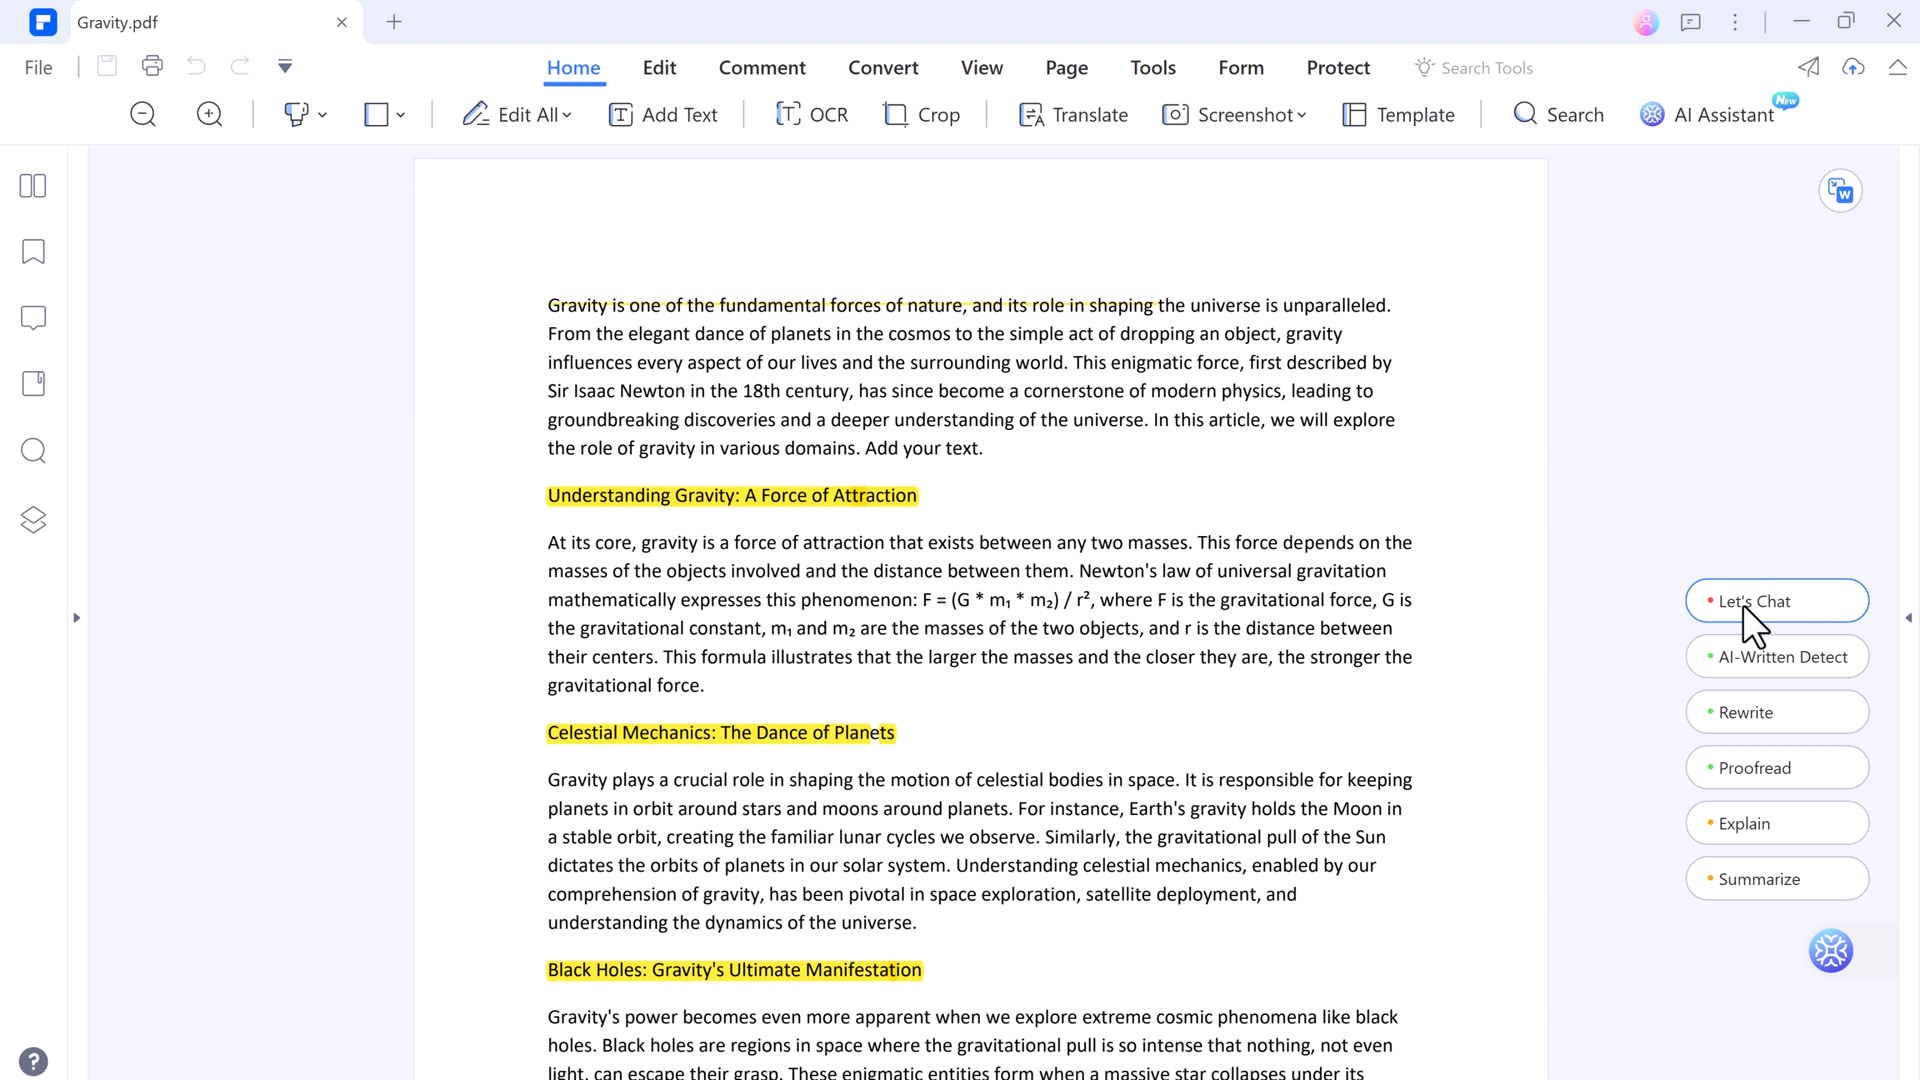 Gravity.pdf
File
Home Edit Comment Convert View Page Tools Form Protect Search Tools
Edit All Add Text OCR Crop Translate Screenshot Template Search AI Assistant New
W
Gravity is one of the fundamental forces of nature, and its role in shaping the universe is unparalleled.
From the elegant dance of planets in the cosmos to the simple act of dropping an object, gravity
influences every aspect of our lives and the surrounding world. This enigmatic force, first described by
Sir Isaac Newton in the 18th century, has since become a cornerstone of modern physics, leading to
groundbreaking discoveries and a deeper understanding of the universe. In this article, we will explore
the role of gravity in various domains. Add your text.
Understanding Gravity: A Force of Attraction
At its core, gravity is a force of attraction that exists between any two masses. This force depends on the
masses of the objects involved and the distance between them. Newton's law of universal gravitation
mathematically expresses this phenomenon: F = (G * m₁ * m₂) / r², where F is the gravitational force, G is
the gravitational constant, m₁ and m₂ are the masses of the two objects, and r is the distance between
their centers. This formula illustrates that the larger the masses and the closer they are, the stronger the
gravitational force.
Celestial Mechanics: The Dance of Planets
Gravity plays a crucial role in shaping the motion of celestial bodies in space. It is responsible for keeping
planets in orbit around stars and moons around planets. For instance, Earth's gravity holds the Moon in
a stable orbit, creating the familiar lunar cycles we observe. Similarly, the gravitational pull of the Sun
dictates the orbits of planets in our solar system. Understanding celestial mechanics, enabled by our
comprehension of gravity, has been pivotal in space exploration, satellite deployment, and
understanding the dynamics of the universe.
Black Holes: Gravity's Ultimate Manifestation
Gravity's power becomes even more apparent when we explore extreme cosmic phenomena like black
holes. Black holes are regions in space where the gravitational pull is so intense that nothing, not even
light, can escape their grasp. These enigmatic entities form when a massive star collapses under its
Let's Chat
AI-Written Detect
Rewrite
Proofread
Explain
Summarize